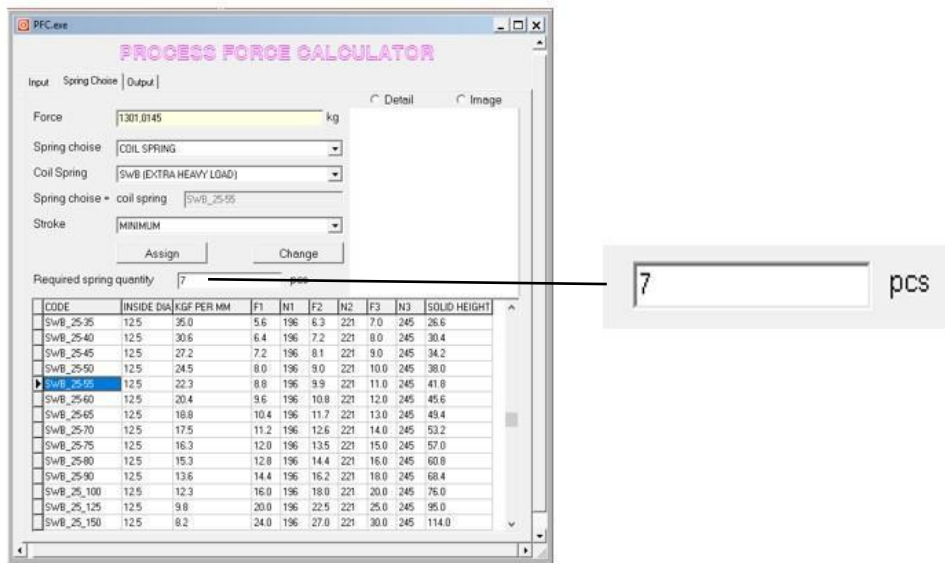 PFC.exe
PROCESS FORCE CALCULATOR
Input Spring Choise Output
Detail Image
Force 1301,0145 kg
Spring choise COIL SPRING
Coil Spring SWB (EXTRA HEAVY LOAD)
Spring choise = coil spring SWB_25-55
Stroke MINIMUM
Assign Change
Required spring quantity 7 pcs
7 pcs
CODE INSIDE DIA KGF PER MM F1 N1 F2 N2 F3 N3 SOLID HEIGHT
SWB_25-35 12.5 35.0 5.6 196 6.3 221 7.0 245 26.6
SWB_25-40 12.5 30.6 6.4 196 7.2 221 8.0 245 30.4
SWB_25-45 12.5 27.2 7.2 196 8.1 221 9.0 245 34.2
SWB_25-50 12.5 24.5 8.0 196 9.0 221 10.0 245 38.0
SWB_25-55 12.5 22.3 8.8 196 9.9 221 11.0 245 41.8
SWB_25-60 12.5 20.4 9.6 196 10.8 221 12.0 245 45.6
SWB_25-65 12.5 18.8 10.4 196 11.7 221 13.0 245 49.4
SWB_25-70 12.5 17.5 11.2 196 12.6 221 14.0 245 53.2
SWB_25-75 12.5 16.3 12.0 196 13.5 221 15.0 245 57.0
SWB_25-80 12.5 15.3 12.8 196 14.4 221 16.0 245 60.8
SWB_25-90 12.5 13.6 14.4 196 16.2 221 18.0 245 68.4
SWB_25_100 12.5 12.3 16.0 196 18.0 221 20.0 245 76.0
SWB_25_125 12.5 9.8 20.0 196 22.5 221 25.0 245 95.0
SWB_25_150 12.5 8.2 24.0 196 27.0 221 30.0 245 114.0